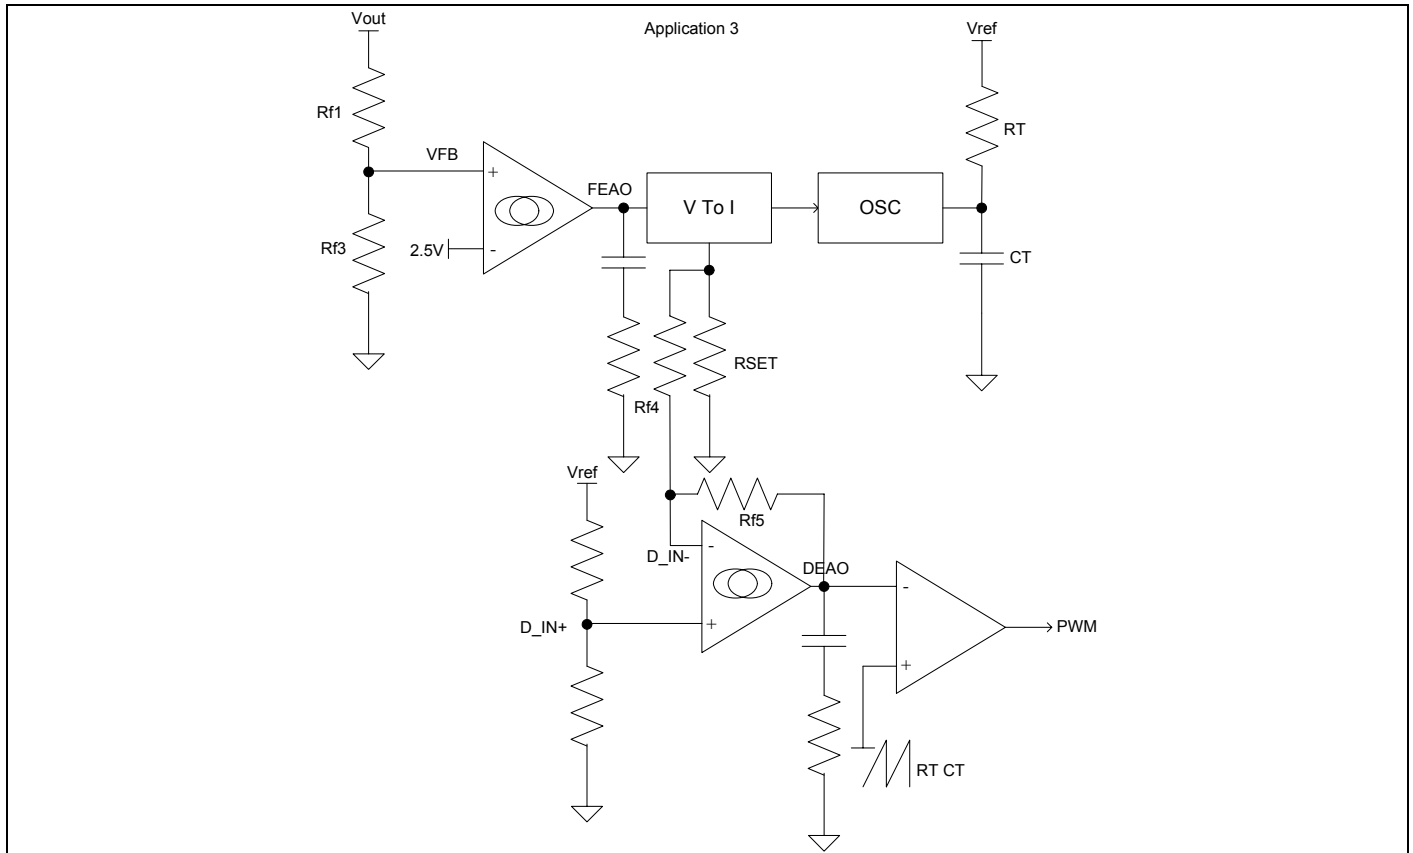 Vout
Application 3
Vref
Rf1
RT
VFB
+
FEAO
V To I
OSC
Rf3
2.5V
-
CT
RSET
Rf4
Vref
Rf5
D_IN-
-
DEAO
-
D_IN+
+
PWM
+
RT CT